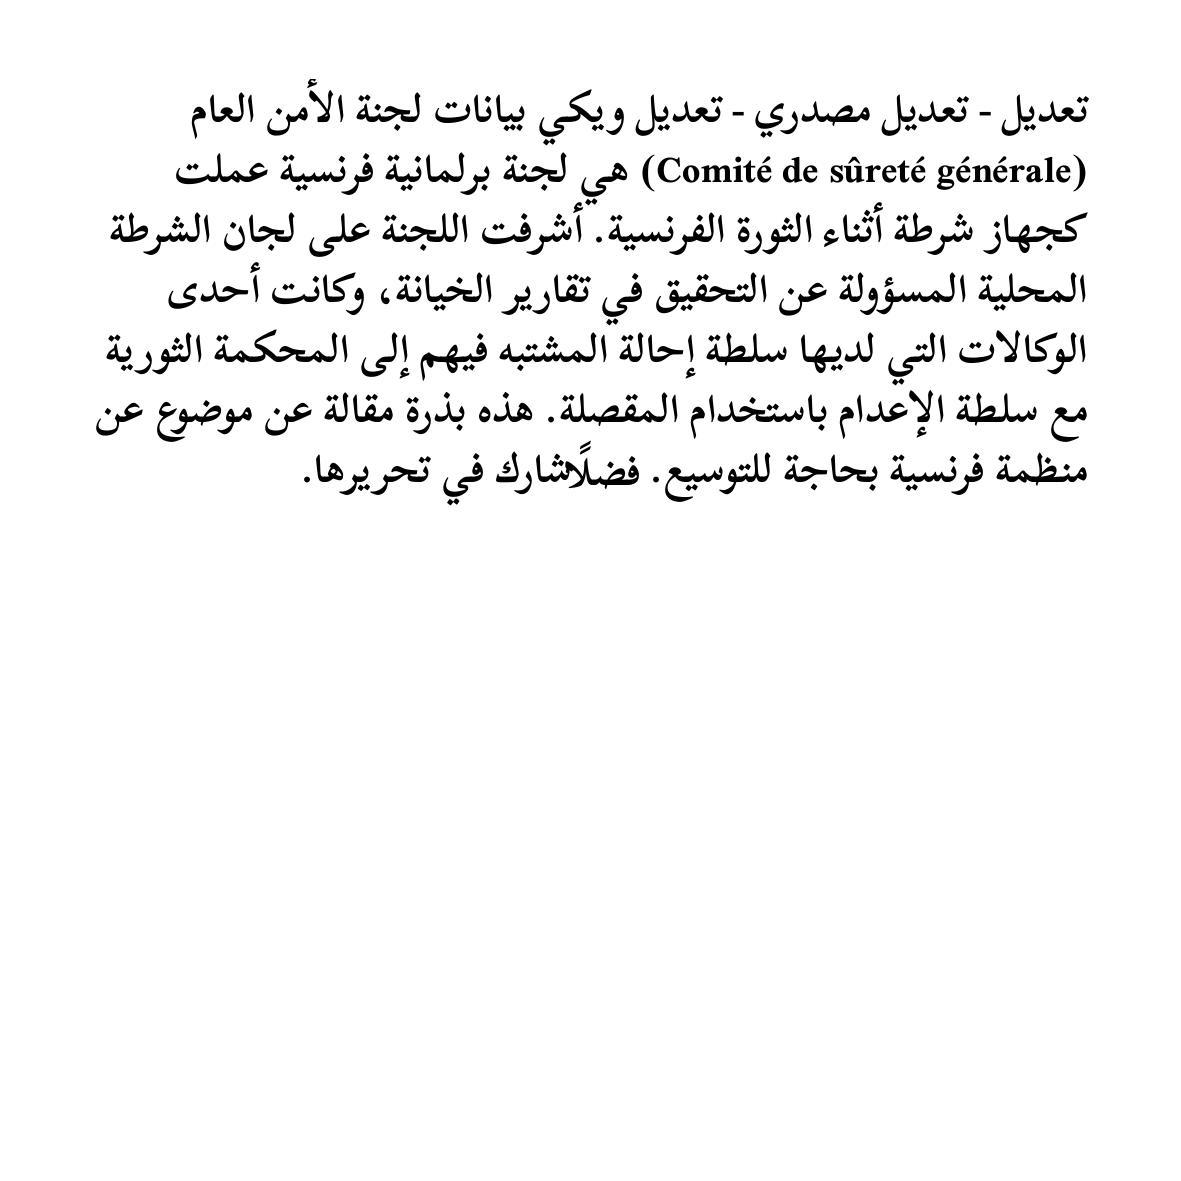 تعديل - تعديل مصدري - تعديل ويكي بيانات لجنة الأمن العام
(Comité de sûreté générale) هي لجنة برلمانية فرنسية عملت
كجهاز شرطة أثناء الثورة الفرنسية. أشرفت اللجنة على لجان الشرطة
المحلية المسؤولة عن التحقيق في تقارير الخيانة، وكانت أحدى
الوكالات التي لديها سلطة إحالة المشتبه فيهم إلى المحكمة الثورية
مع سلطة الإعدام باستخدام المقصلة. هذه بذرة مقالة عن موضوع عن
منظمة فرنسية بحاجة للتوسيع. فضلًاشارك في تحريرها.